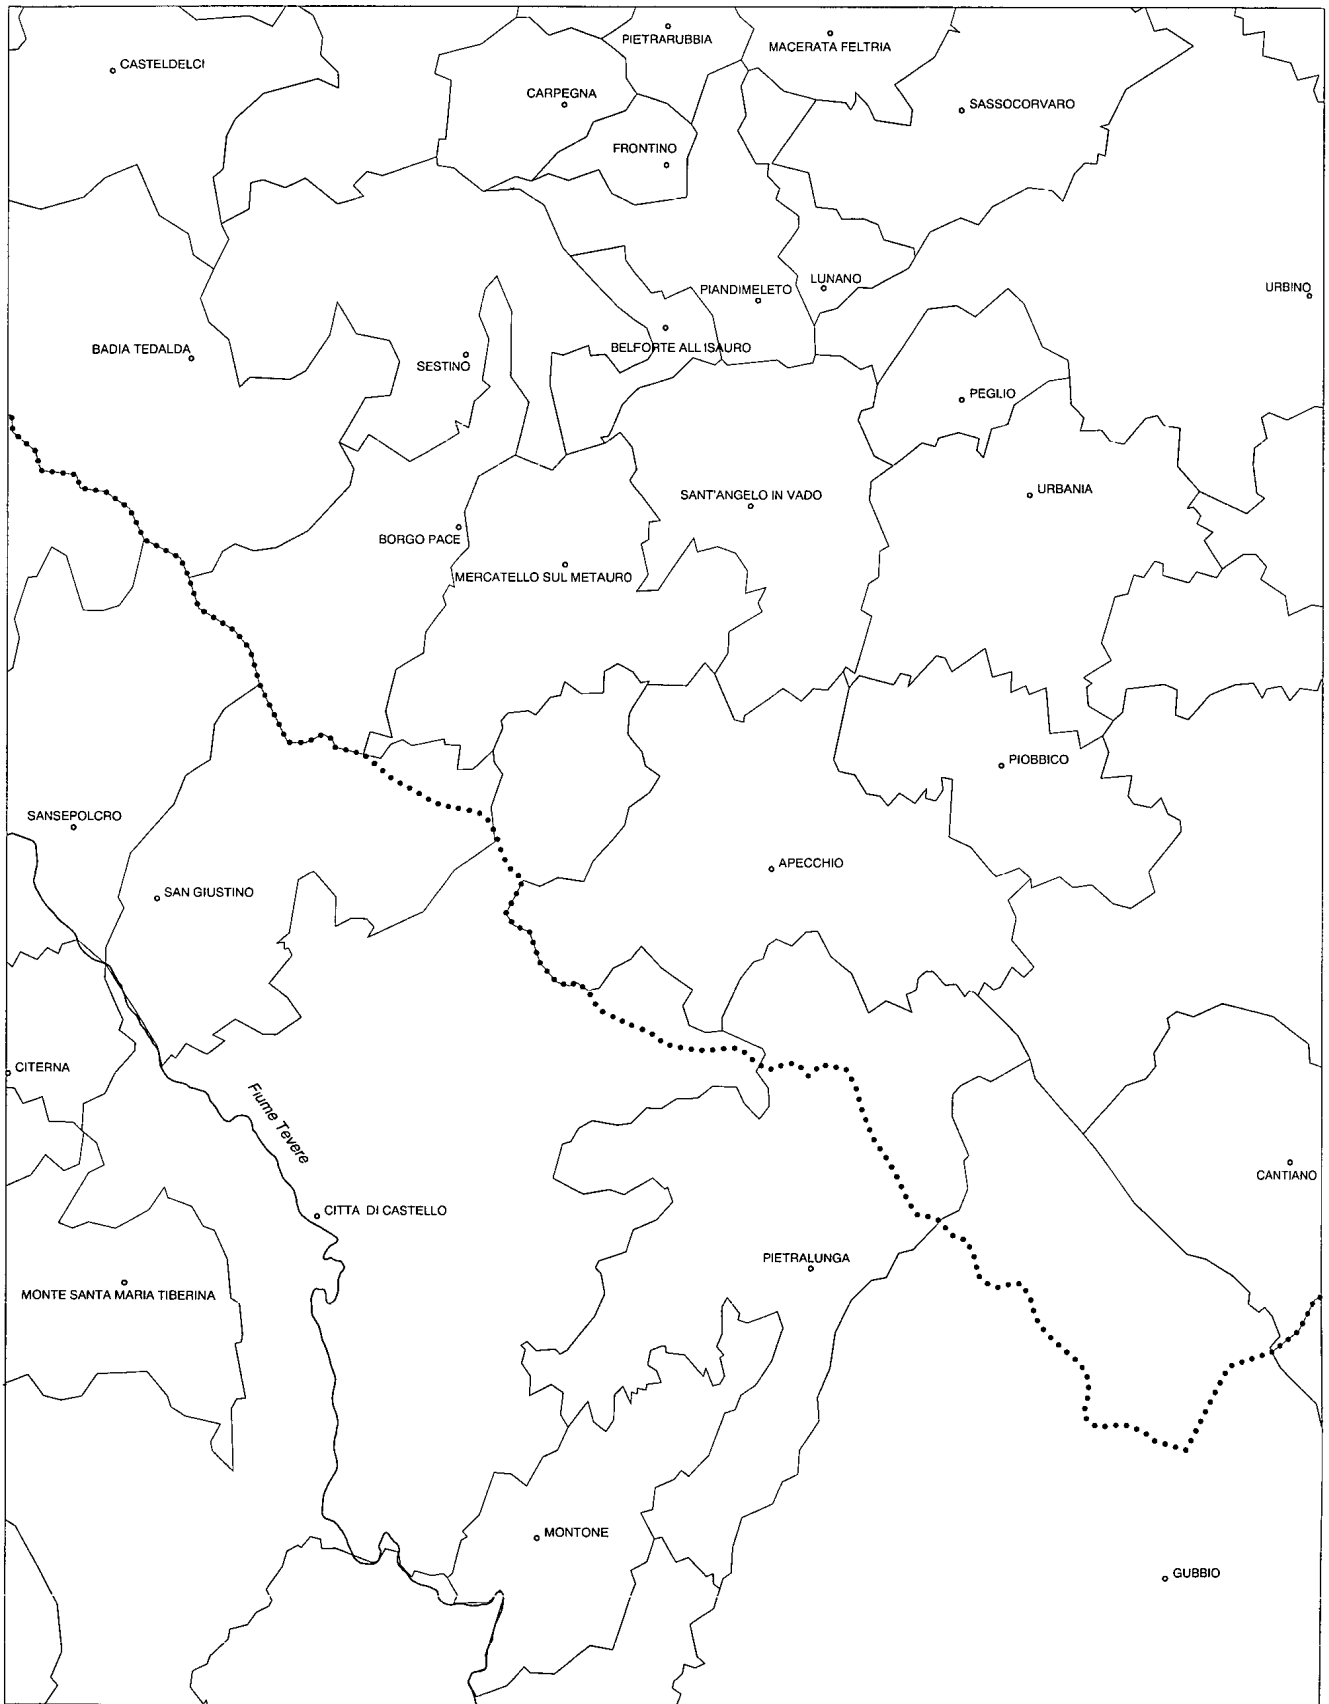 PIETRARUBBIA
MACERATA FELTRIA
CASTELDELCI
CARPEGNA
SASSOCORVARO
FRONTINO
LUNANO
PIANDIMELETO
URBINO
BADIA TEDALDA
BELFORTE ALL'ISAURO
SESTINO
PEGLIO
URBANIA
SANT'ANGELO IN VADO
BORGO PACE
MERCATELLO SUL METAURO
PIOBBICO
SANSEPOLCRO
APECCHIO
SAN GIUSTINO
CITERNA
Fiume Tevere
CANTIANO
CITTA DI CASTELLO
PIETRALUNGA
MONTE SANTA MARIA TIBERINA
MONTONE
GUBBIO